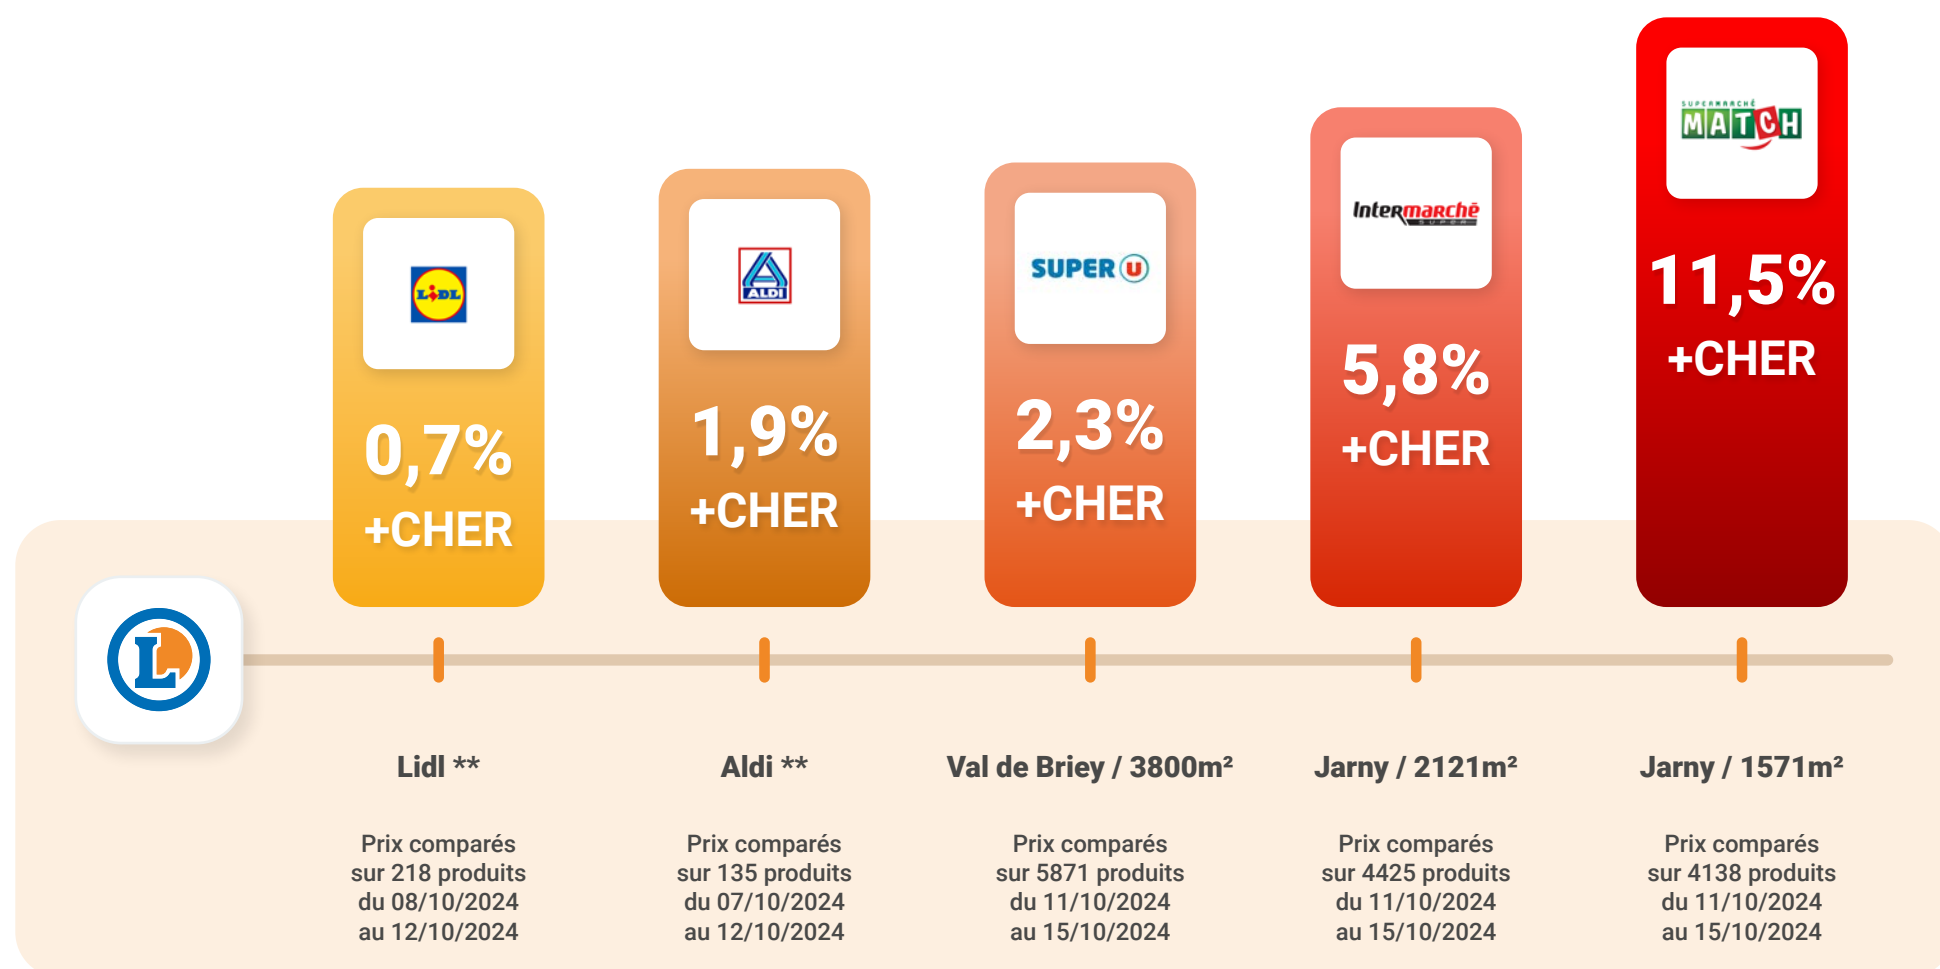 LiDL
0,7%
+CHER
ALDI
1,9%
+CHER
SUPER U
2,3%
+CHER
Intermarché
SUPER
5,8%
+CHER
SUPERMARCHÉ
MATCH
11,5%
+CHER
L
Lidl **
Prix comparés
sur 218 produits
du 08/10/2024
au 12/10/2024
Aldi **
Prix comparés
sur 135 produits
du 07/10/2024
au 12/10/2024
Val de Briey / 3800m²
Prix comparés
sur 5871 produits
du 11/10/2024
au 15/10/2024
Jarny / 2121m²
Prix comparés
sur 4425 produits
du 11/10/2024
au 15/10/2024
Jarny / 1571m²
Prix comparés
sur 4138 produits
du 11/10/2024
au 15/10/2024